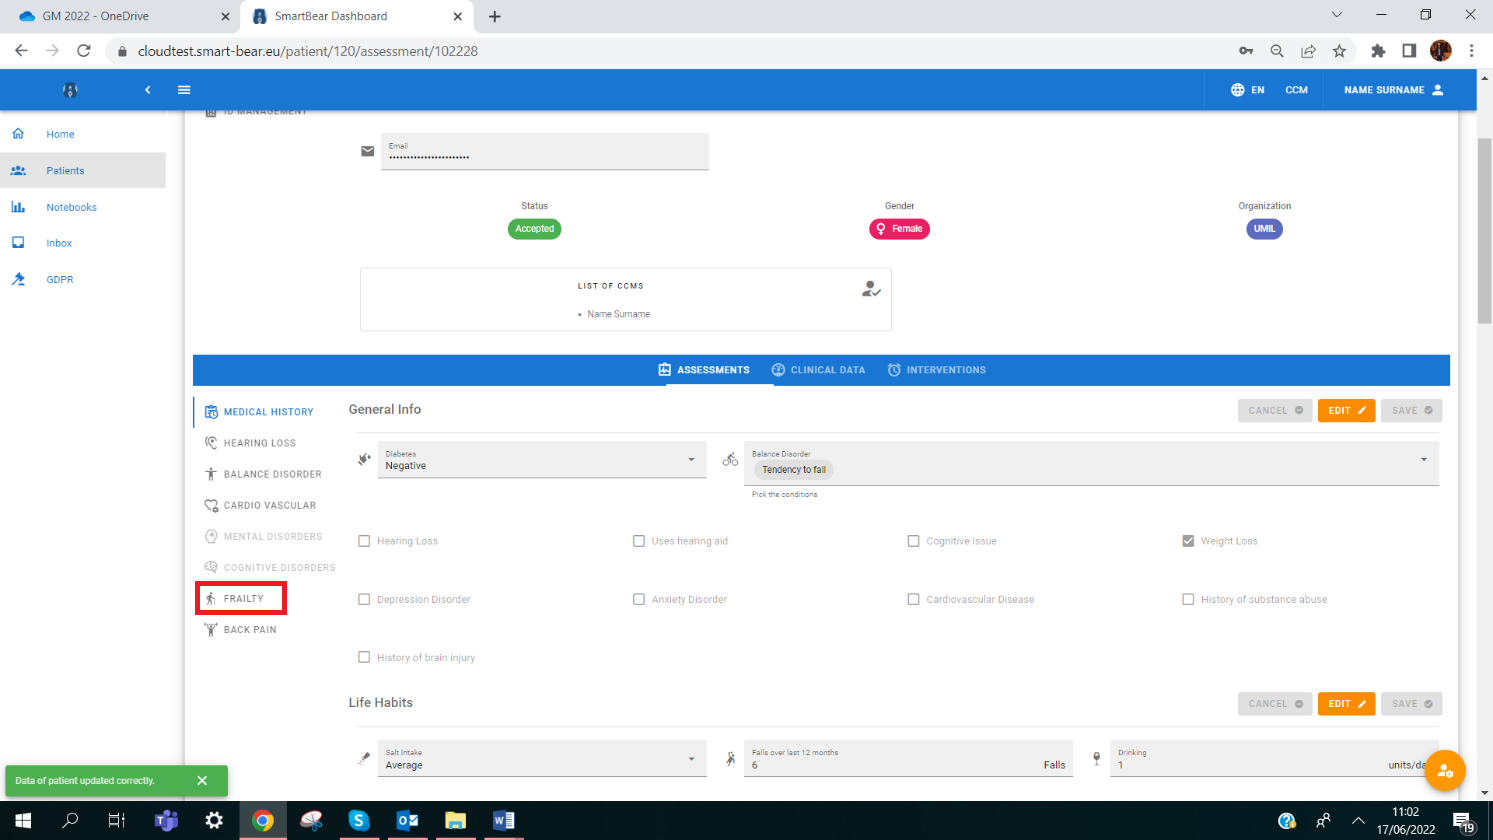 GM 2022 - OneDrive
SmartBear Dashboard
cloudtest.smart-bear.eu/patient/120/assessment/102228
EN
CCM
NAME SURNAME
Home
Patients
Notebooks
Inbox
GDPR
ID MANAGEMENT
Email
•••••••••••••••••••••••
Status
Gender
Organization
Accepted
Female
UMIL
LIST OF CCMS
• Name Surname
ASSESSMENTS
CLINICAL DATA
INTERVENTIONS
MEDICAL HISTORY
HEARING LOSS
BALANCE DISORDER
CARDIO VASCULAR
MENTAL DISORDERS
COGNITIVE DISORDERS
FRAILTY
BACK PAIN
General Info
CANCEL
EDIT
SAVE
Diabetes
Negative
Balance Disorder
Tendency to fall
Pick the conditions
Hearing Loss
Uses hearing aid
Cognitive Issue
Weight Loss
Depression Disorder
Anxiety Disorder
Cardiovascular Disease
History of substance abuse
History of brain injury
Life Habits
CANCEL
EDIT
SAVE
Salt Intake
Average
Falls over last 12 months
6 Falls
Drinking
1 units/da
Data of patient updated correctly.
11:02
17/06/2022
19